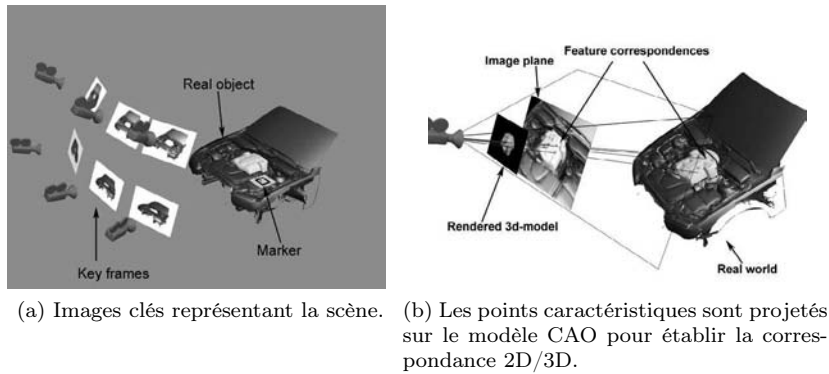 Real object
Marker
Key frames
(a) Images clés représentant la scène.
Feature correspondences
Image plane
Rendered 3d-model
Real world
(b) Les points caractéristiques sont projetés
sur le modèle CAO pour établir la corres-
pondance 2D/3D.